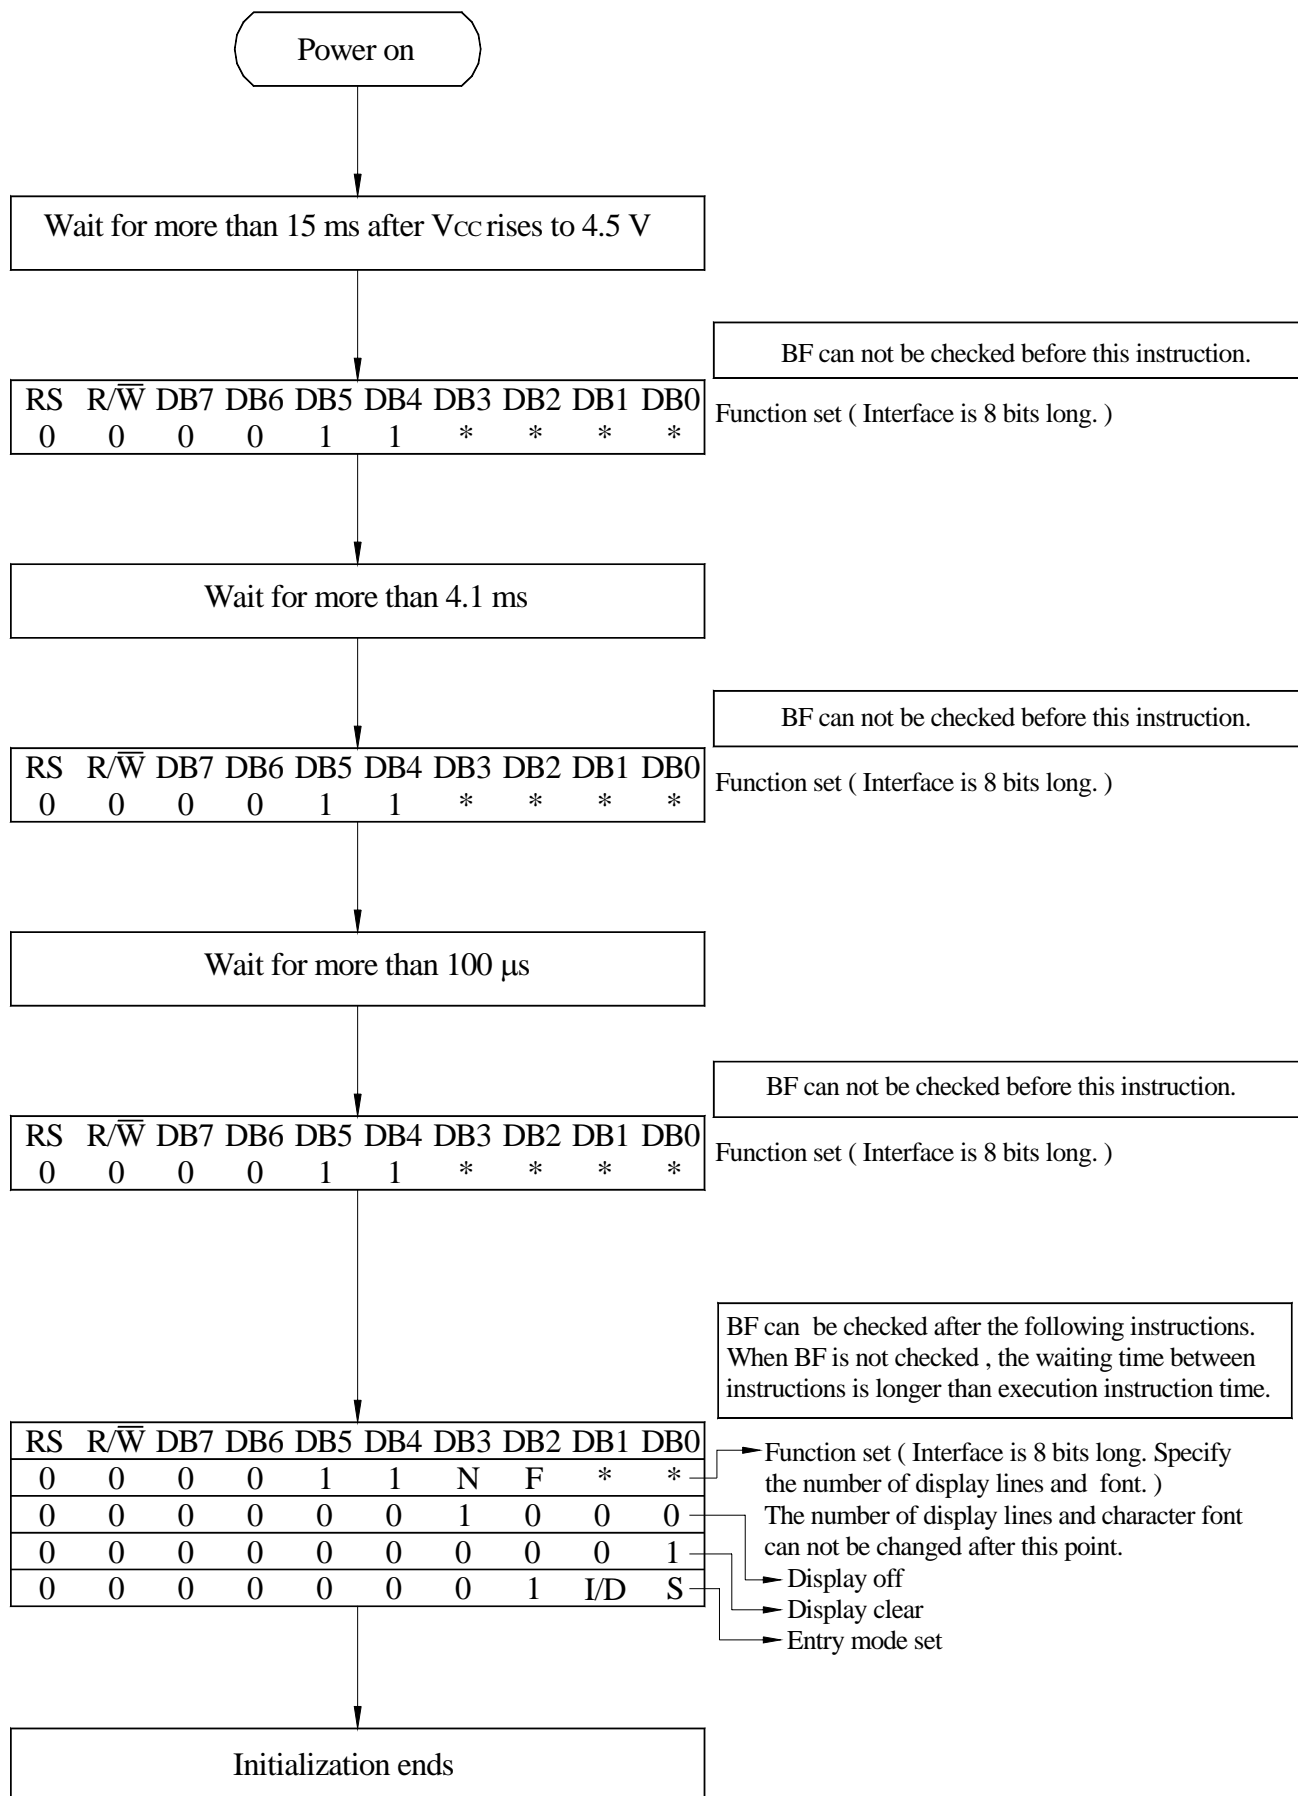 Power on
Wait for more than 15 ms after VCC rises to 4.5 V
BF can not be checked before this instruction.
RS R/W̅ DB7 DB6 DB5 DB4 DB3 DB2 DB1 DB0
0 0 0 0 1 1 * * * *
Function set ( Interface is 8 bits long. )
Wait for more than 4.1 ms
BF can not be checked before this instruction.
RS R/W̅ DB7 DB6 DB5 DB4 DB3 DB2 DB1 DB0
0 0 0 0 1 1 * * * *
Function set ( Interface is 8 bits long. )
Wait for more than 100 μs
BF can not be checked before this instruction.
RS R/W̅ DB7 DB6 DB5 DB4 DB3 DB2 DB1 DB0
0 0 0 0 1 1 * * * *
Function set ( Interface is 8 bits long. )
BF can be checked after the following instructions.
When BF is not checked , the waiting time between
instructions is longer than execution instruction time.
RS R/W̅ DB7 DB6 DB5 DB4 DB3 DB2 DB1 DB0
0 0 0 0 1 1 N F * *
0 0 0 0 0 0 1 0 0 0
0 0 0 0 0 0 0 0 0 1
0 0 0 0 0 0 0 1 I/D S
Function set ( Interface is 8 bits long. Specify
the number of display lines and font. )
The number of display lines and character font
can not be changed after this point.
Display off
Display clear
Entry mode set
Initialization ends